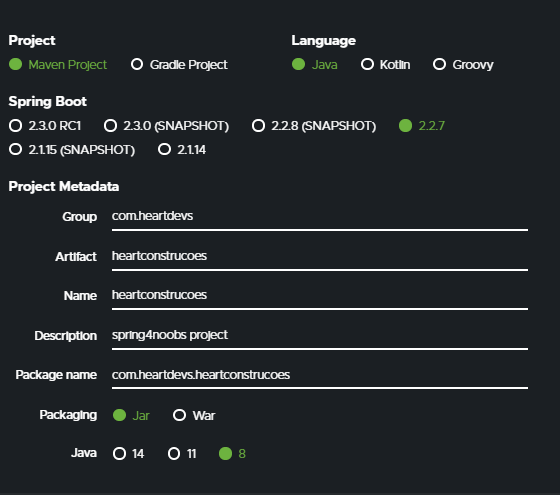 Project Language
Maven Project Gradle Project Java Kotlin Groovy
Spring Boot
2.3.0 RC1 2.3.0 (SNAPSHOT) 2.2.8 (SNAPSHOT) 2.2.7
2.1.15 (SNAPSHOT) 2.1.14
Project Metadata
Group com.heartdevs
Artifact heartconstrucoes
Name heartconstrucoes
Description spring4noobs project
Package name com.heartdevs.heartconstrucoes
Packaging Jar War
Java 14 11 8